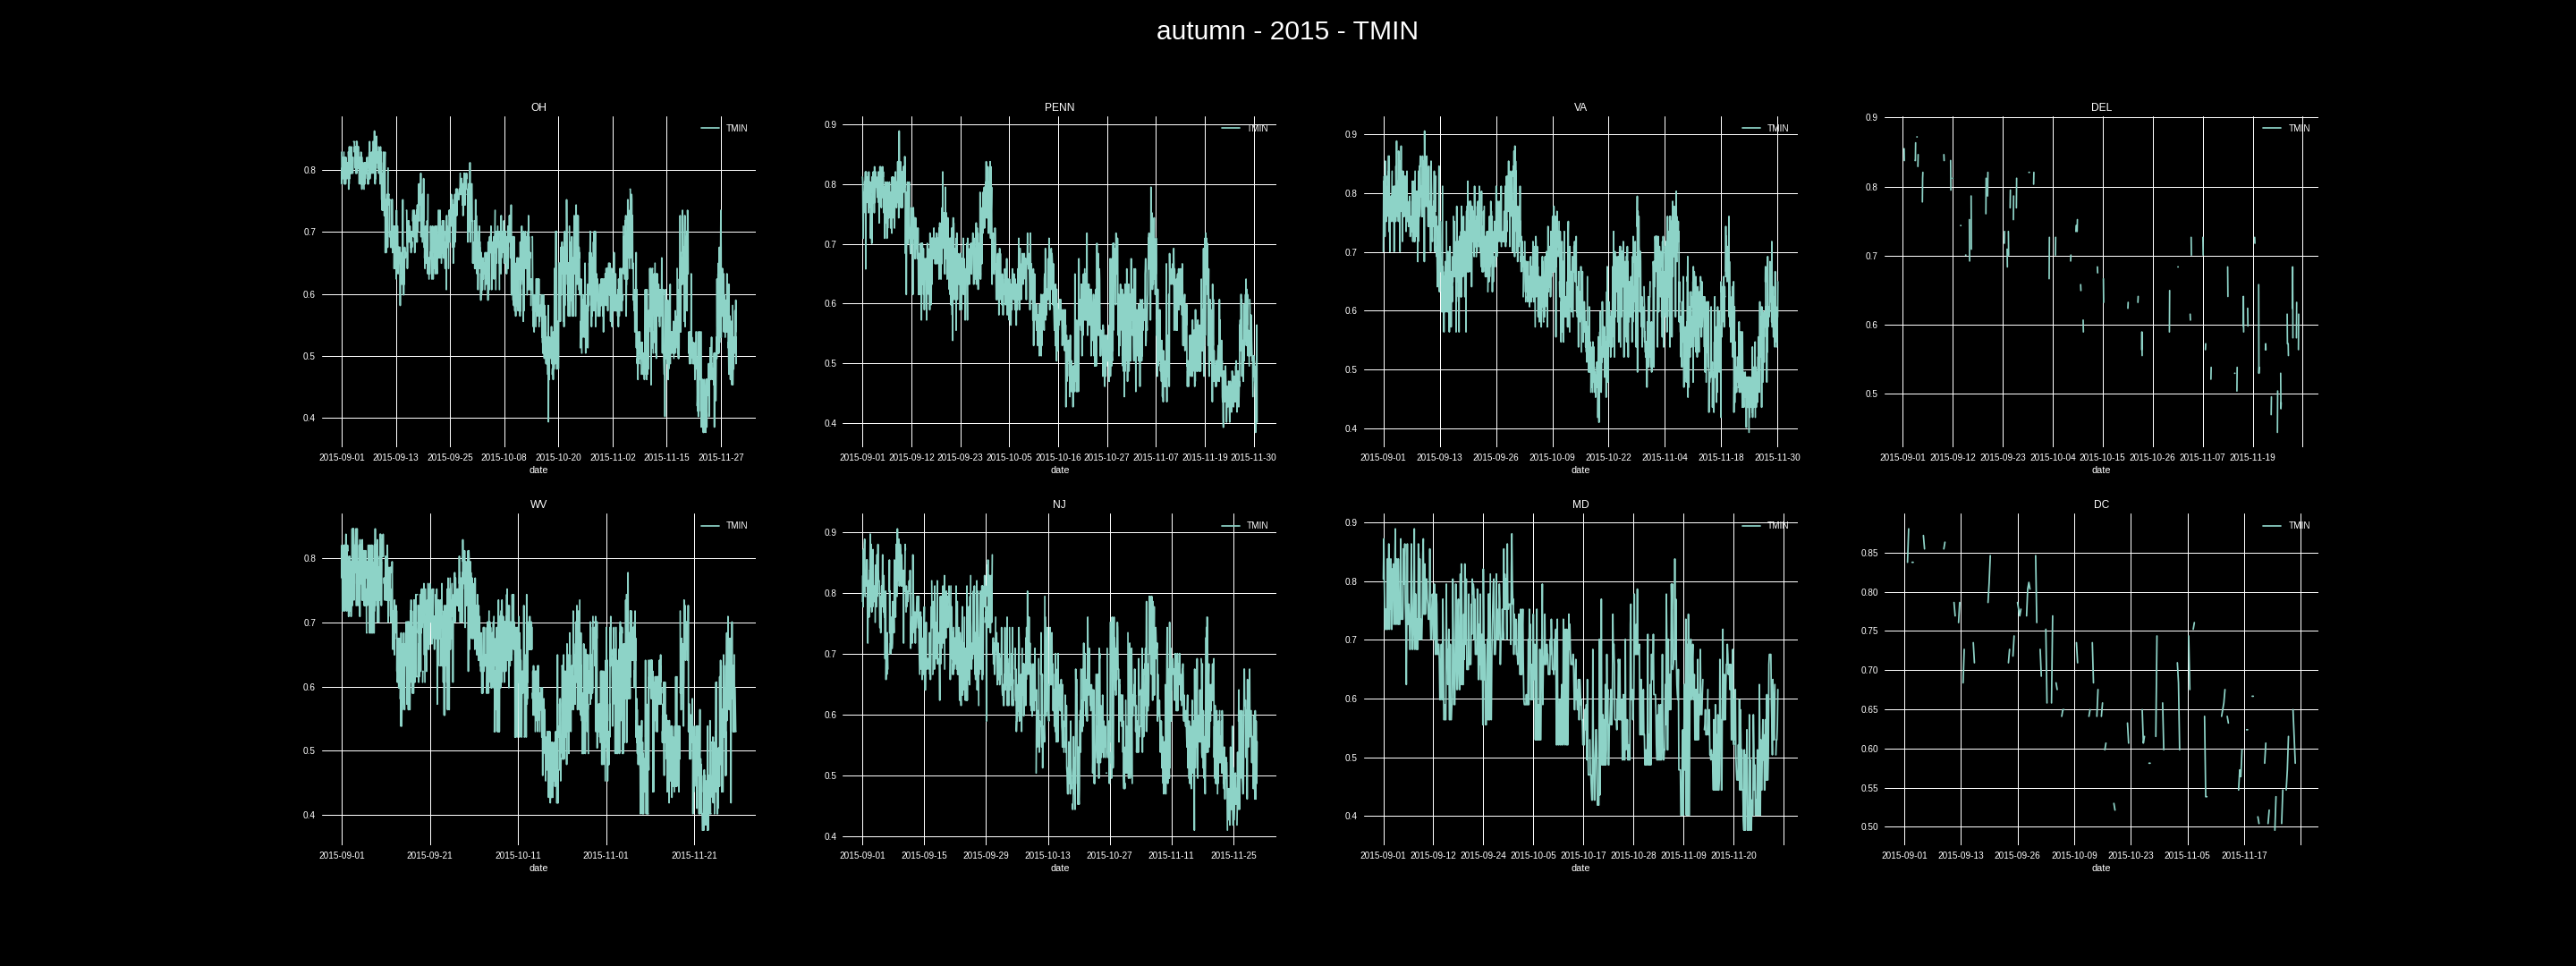 autumn - 2015 - TMIN
OH
TMIN
0.8
0.7
0.6
0.5
0.4
2015-09-01 2015-09-13 2015-09-25 2015-10-08 2015-10-20 2015-11-02 2015-11-15 2015-11-27
date
PENN
TMIN
0.9
0.8
0.7
0.6
0.5
0.4
2015-09-01 2015-09-12 2015-09-23 2015-10-05 2015-10-16 2015-10-27 2015-11-07 2015-11-19 2015-11-30
date
VA
TMIN
0.9
0.8
0.7
0.6
0.5
0.4
2015-09-01 2015-09-13 2015-09-26 2015-10-09 2015-10-22 2015-11-04 2015-11-18 2015-11-30
date
DEL
TMIN
0.9
0.8
0.7
0.6
0.5
2015-09-01 2015-09-12 2015-09-23 2015-10-04 2015-10-15 2015-10-26 2015-11-07 2015-11-19
date
WV
TMIN
0.8
0.7
0.6
0.5
0.4
2015-09-01 2015-09-21 2015-10-11 2015-11-01 2015-11-21
date
NJ
TMIN
0.9
0.8
0.7
0.6
0.5
0.4
2015-09-01 2015-09-15 2015-09-29 2015-10-13 2015-10-27 2015-11-11 2015-11-25
date
MD
TMIN
0.9
0.8
0.7
0.6
0.5
0.4
2015-09-01 2015-09-12 2015-09-24 2015-10-05 2015-10-17 2015-10-28 2015-11-09 2015-11-20
date
DC
TMIN
0.85
0.80
0.75
0.70
0.65
0.60
0.55
0.50
2015-09-01 2015-09-13 2015-09-26 2015-10-09 2015-10-23 2015-11-05 2015-11-17
date